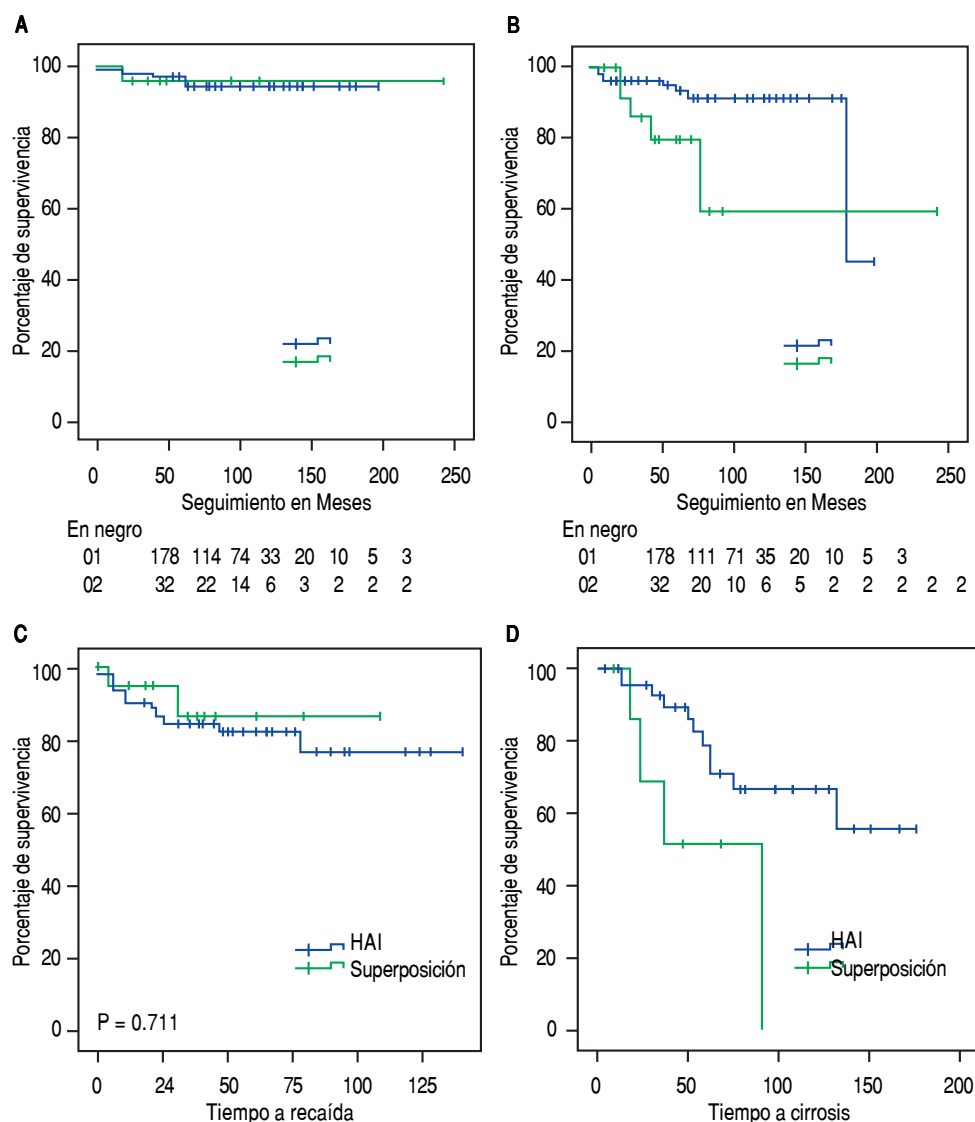 A
Porcentaje de supervivencia
100
80
60
40
20
0
0 50 100 150 200 250
Seguimiento en Meses
En negro
01 178 114 74 33 20 10 5 3
02 32 22 14 6 3 2 2 2
B
Porcentaje de supervivencia
100
80
60
40
20
0
0 50 100 150 200 250
Seguimiento en Meses
01 178 111 71 35 20 10 5 3
02 32 20 10 6 5 2 2 2 2 2
C
Porcentaje de supervivencia
100
80
60
40
20
0
HAI
Superposición
P = 0.711
0 24 50 75 100 125
Tiempo a recaída
D
Porcentaje de supervivencia
100
80
60
40
20
0
HAI
Superposición
0 50 100 150 200
Tiempo a cirrosis